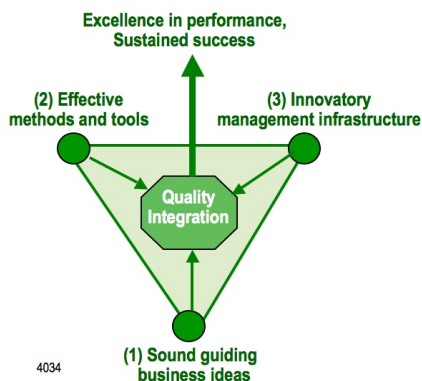 Excellence in performance,
Sustained success
(2) Effective
methods and tools
(3) Innovatory
management infrastructure
Quality
Integration
4034
(1) Sound guiding
business ideas